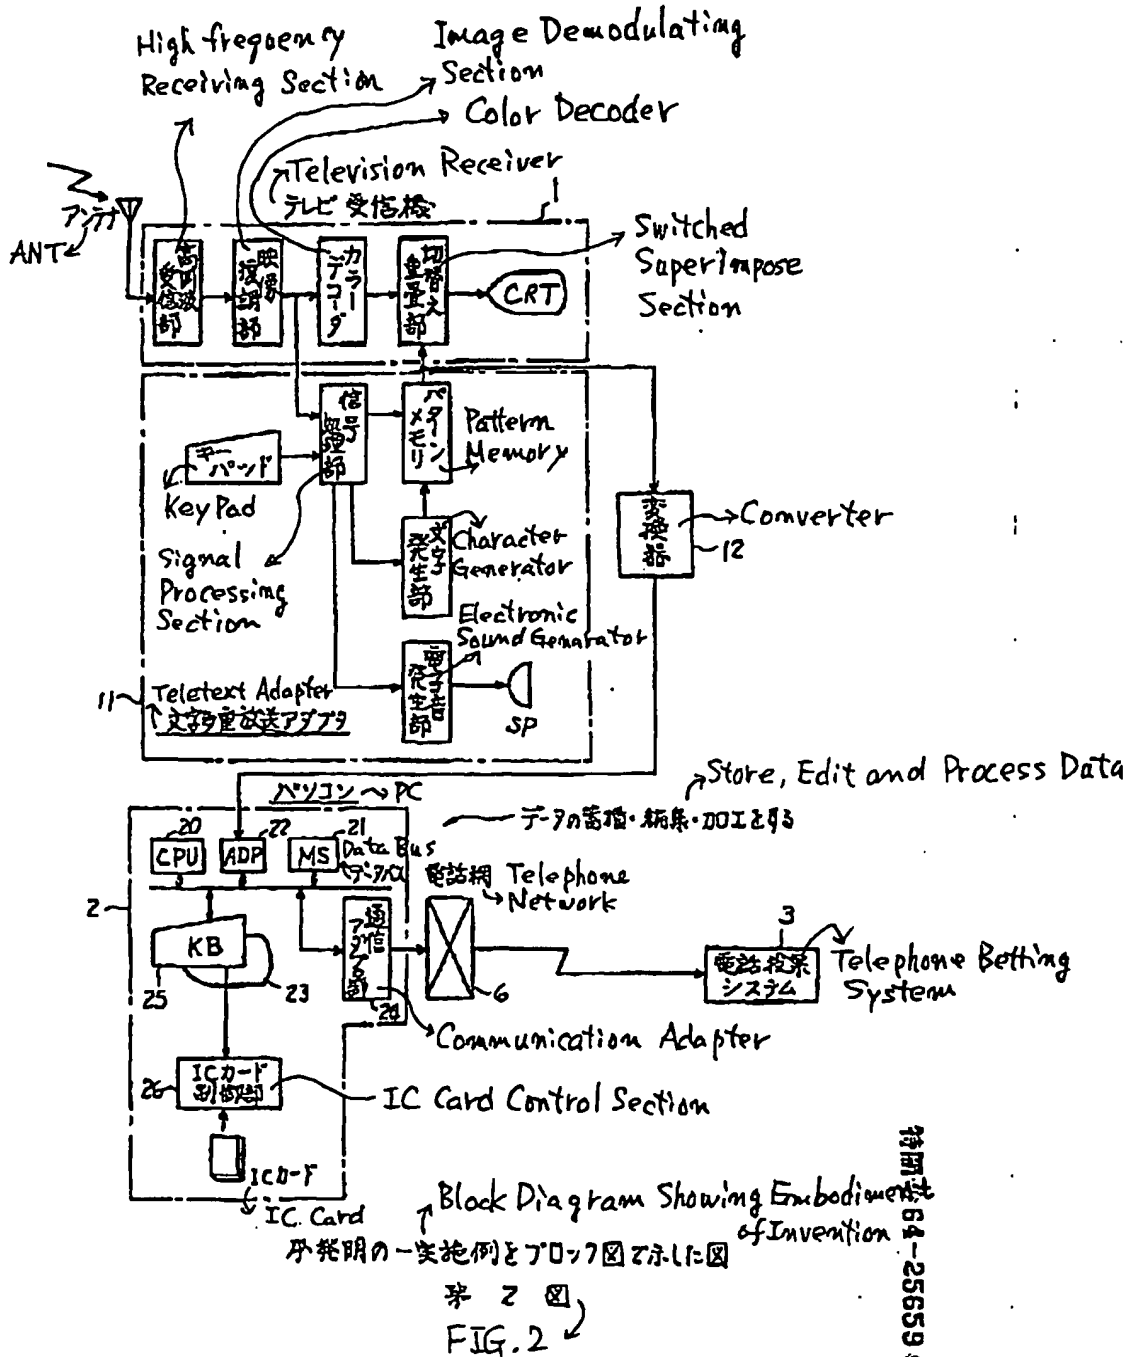 High frequency
Receiving Section
Image Demodulating
Section
Color Decoder
Television Receiver
テレビ受信機
1
アンテナ
ANT
高周波
受信部
映像
復調部
カラー
デコーダ
切替え
重畳部
CRT
Switched
Superimpose
Section
信号
処理部
パターン
メモリ
Pattern
Memory
キー
パッド
Key Pad
Signal
Processing
Section
文字
発生部
Character
Generator
変換部
Converter
12
Electronic
Sound Genarator
電子音
発生部
SP
11
Teletext Adapter
文字多重放送アダプタ
パソコン PC
Store, Edit and Process Data
データの蓄積・編集・加工をする
20
22
21
CPU
ADP
MS
Data Bus
データバス
電話網 Telephone
Network
2
KB
通信
アダプタ部
25
23
24
6
3
電話投票
システム
Telephone Betting
System
Communication Adapter
ICカード
制御部
26
IC Card Control Section
ICカード
IC Card
Block Diagram Showing Embodiment
of Invention
本発明の一実施例をブロック図で示した図
第 2 図
FIG. 2
特開昭64-25659